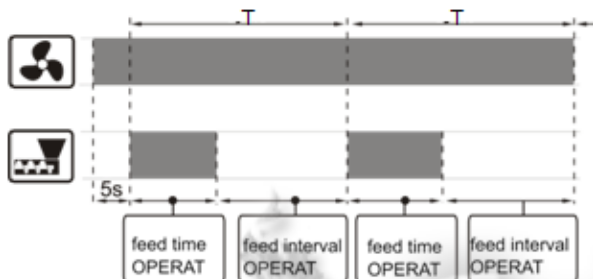 -T -T
5s
feed time
OPERAT
feed interval
OPERAT
feed time
OPERAT
feed interval
OPERAT